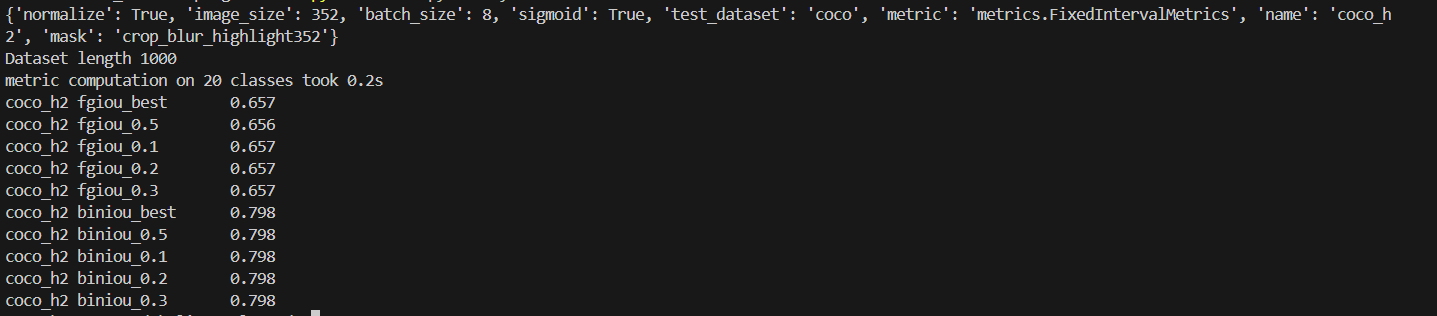 {'normalize': True, 'image_size': 352, 'batch_size': 8, 'sigmoid': True, 'test_dataset': 'coco', 'metric': 'metrics.FixedIntervalMetrics', 'name': 'coco_h
2', 'mask': 'crop_blur_highlight352'}
Dataset length 1000
metric computation on 20 classes took 0.2s
coco_h2 fgiou_best 0.657
coco_h2 fgiou_0.5 0.656
coco_h2 fgiou_0.1 0.657
coco_h2 fgiou_0.2 0.657
coco_h2 fgiou_0.3 0.657
coco_h2 biniou_best 0.798
coco_h2 biniou_0.5 0.798
coco_h2 biniou_0.1 0.798
coco_h2 biniou_0.2 0.798
coco_h2 biniou_0.3 0.798